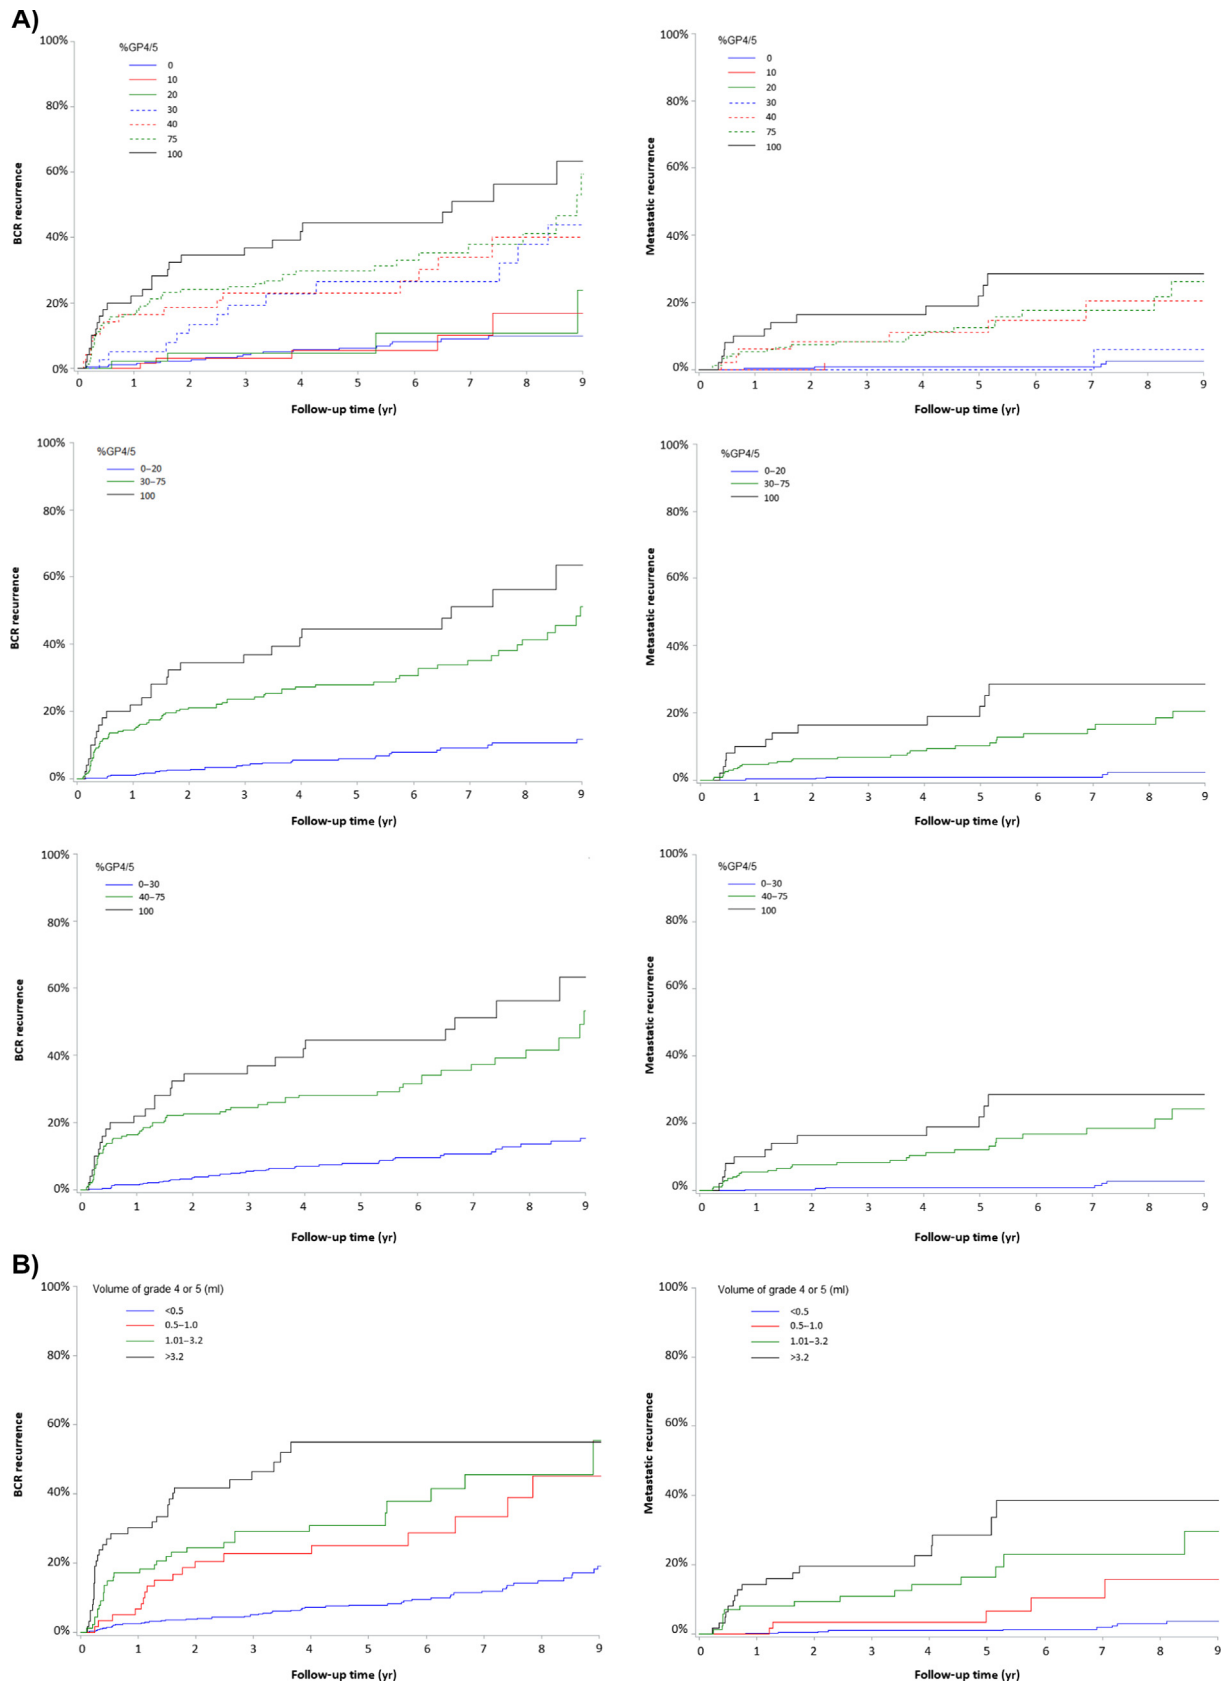 A)
%GP4/5
0
10
20
30
40
75
100
BCR recurrence
100%
80%
60%
40%
20%
0%
0 1 2 3 4 5 6 7 8 9
Follow-up time (yr)
%GP4/5
0
10
20
30
40
75
100
Metastatic recurrence
100%
80%
60%
40%
20%
0%
0 1 2 3 4 5 6 7 8 9
Follow-up time (yr)
%GP4/5
0–20
30–75
100
BCR recurrence
100%
80%
60%
40%
20%
0%
0 1 2 3 4 5 6 7 8 9
Follow-up time (yr)
%GP4/5
0–20
30–75
100
Metastatic recurrence
100%
80%
60%
40%
20%
0%
0 1 2 3 4 5 6 7 8 9
Follow-up time (yr)
%GP4/5
0–30
40–75
100
BCR recurrence
100%
80%
60%
40%
20%
0%
0 1 2 3 4 5 6 7 8 9
Follow-up time (yr)
%GP4/5
0–30
40–75
100
Metastatic recurrence
100%
80%
60%
40%
20%
0%
0 1 2 3 4 5 6 7 8 9
Follow-up time (yr)
B)
Volume of grade 4 or 5 (ml)
<0.5
0.5–1.0
1.01–3.2
>3.2
BCR recurrence
100%
80%
60%
40%
20%
0%
0 1 2 3 4 5 6 7 8 9
Follow-up time (yr)
Volume of grade 4 or 5 (ml)
<0.5
0.5–1.0
1.01–3.2
>3.2
Metastatic recurrence
100%
80%
60%
40%
20%
0%
0 1 2 3 4 5 6 7 8 9
Follow-up time (yr)